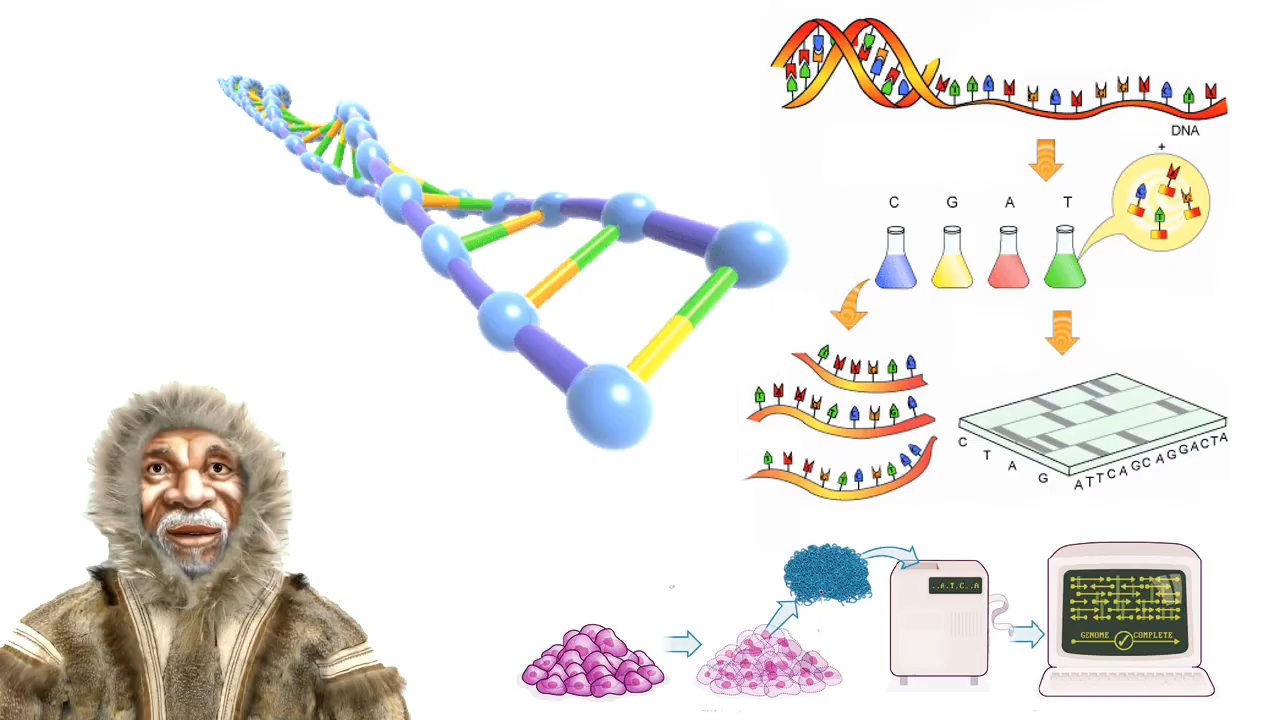 DNA
+
C G A T
C T A G
ATTCAGCAGGACTA
..A.T.C..A
GENOME COMPLETE